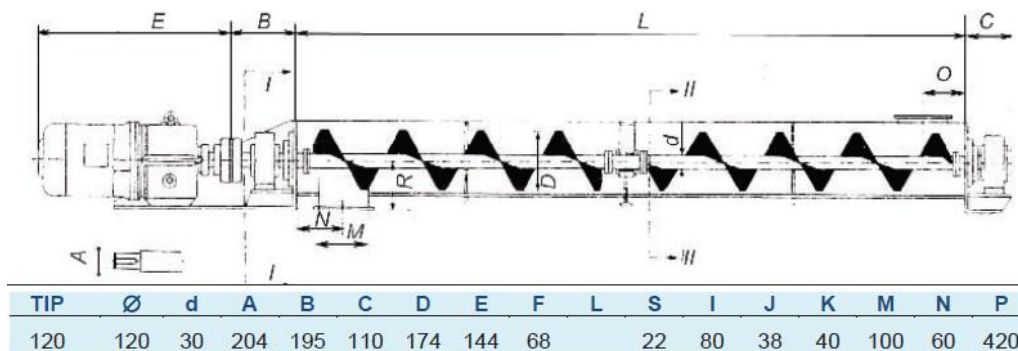 E B L C
I II O
d
R D
N
M
A
I II
TIP Ø d A B C D E F L S I J K M N P
120 120 30 204 195 110 174 144 68 22 80 38 40 100 60 420